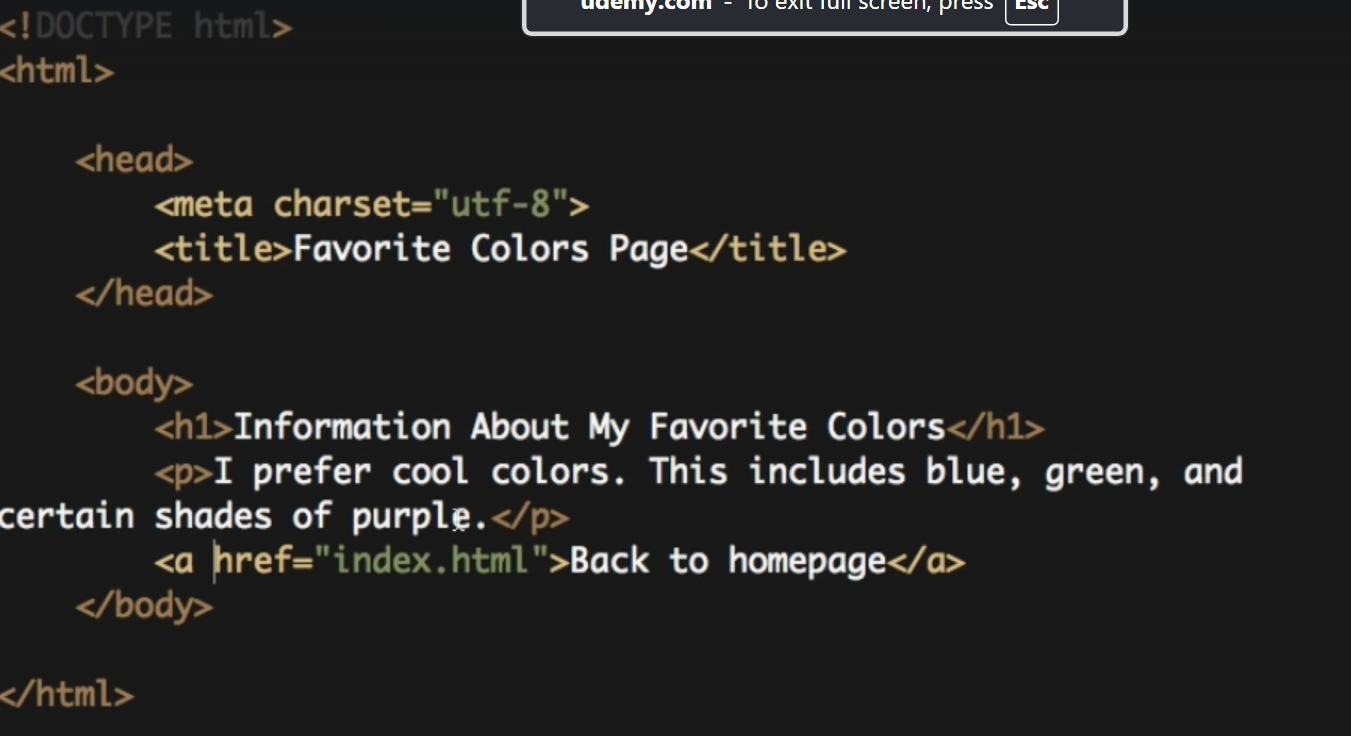 <!DOCTYPE html>
udemy.com - To exit full screen, press Esc
<html>
<head>
<meta charset="utf-8">
<title>Favorite Colors Page</title>
</head>
<body>
<h1>Information About My Favorite Colors</h1>
<p>I prefer cool colors. This includes blue, green, and
certain shades of purple.</p>
<a href="index.html">Back to homepage</a>
</body>
</html>